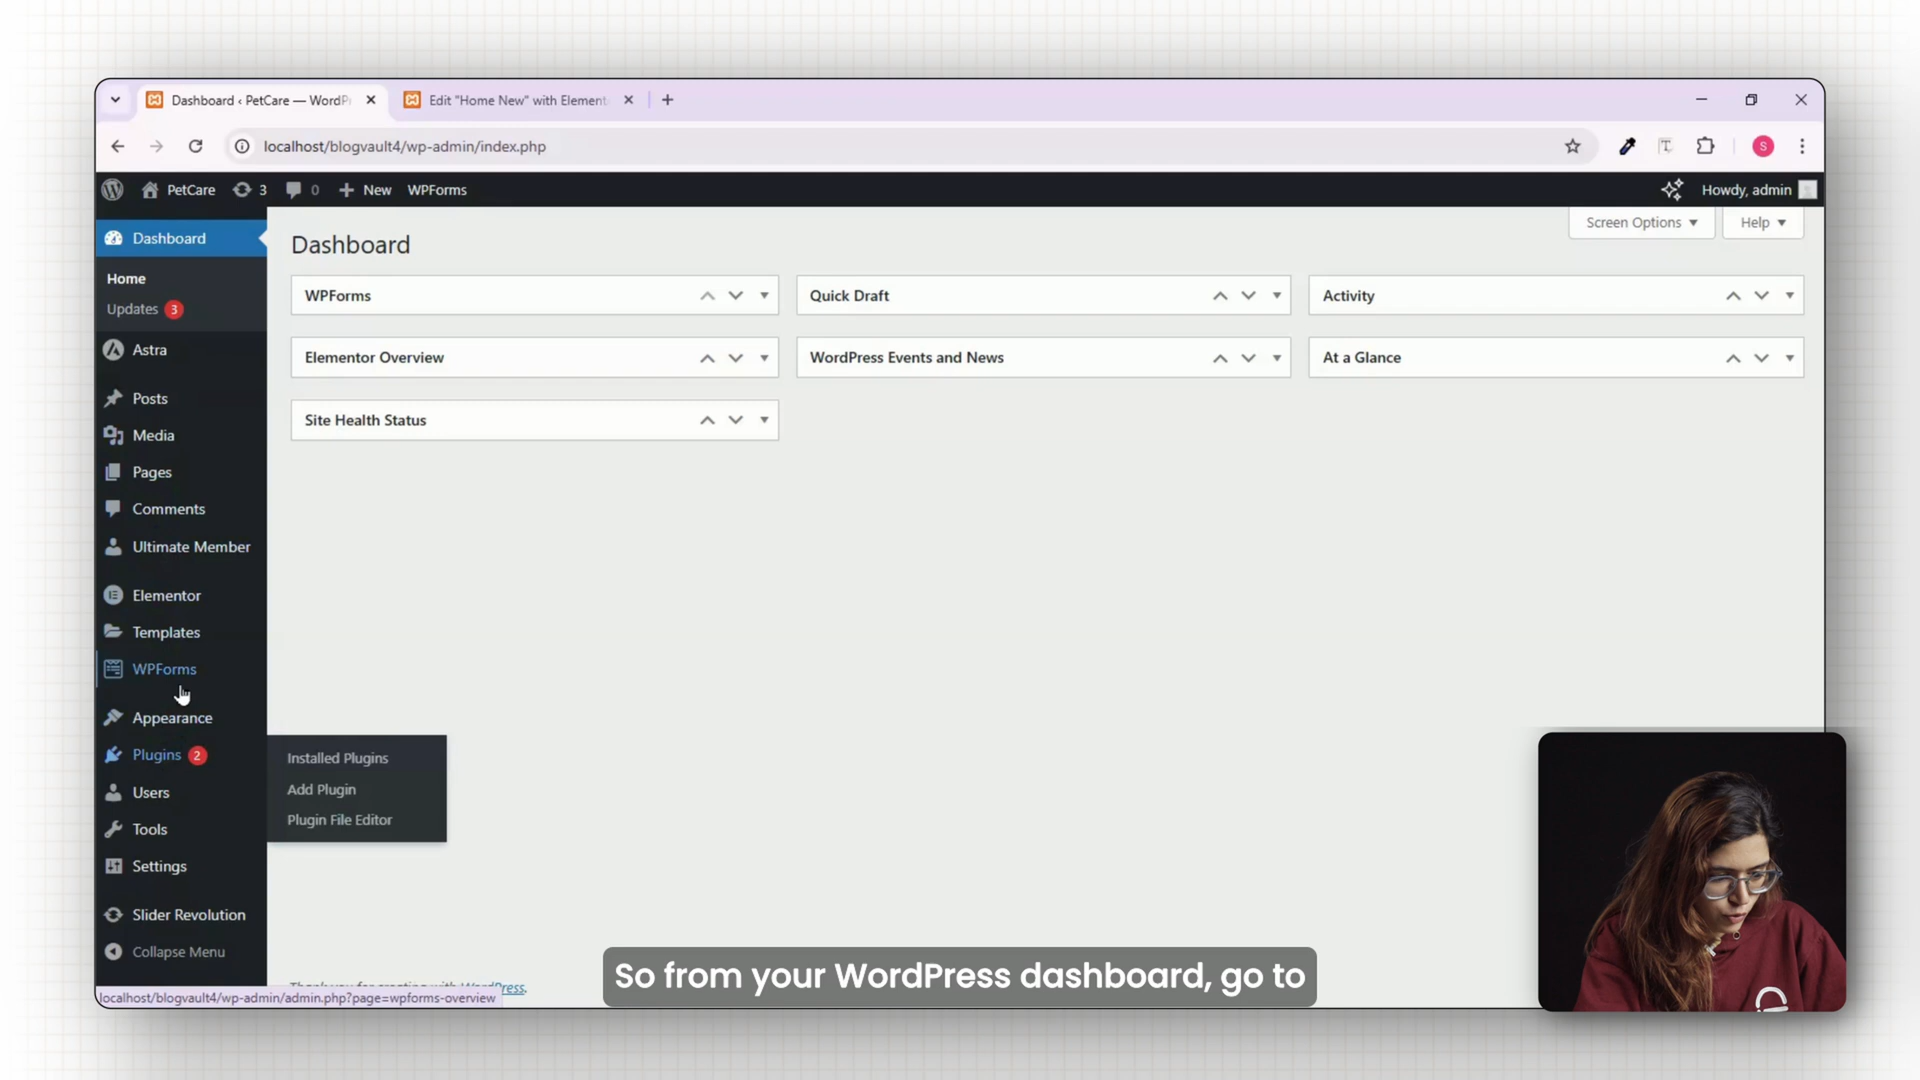 Dashboard ‹ PetCare — WordPr
Edit "Home New" with Element
localhost/blogvault4/wp-admin/index.php
S
PetCare 3 0 New WPForms
Howdy, admin
Screen Options
Help
Dashboard
Home
Updates 3
Astra
Posts
Media
Pages
Comments
Ultimate Member
Elementor
Templates
WPForms
Appearance
Plugins 2
Users
Tools
Settings
Slider Revolution
Collapse Menu
Installed Plugins
Add Plugin
Plugin File Editor
Dashboard
WPForms
Quick Draft
Activity
Elementor Overview
WordPress Events and News
At a Glance
Site Health Status
Thank you for creating with WordPress.
localhost/blogvault4/wp-admin/admin.php?page=wpforms-overview
So from your WordPress dashboard, go to